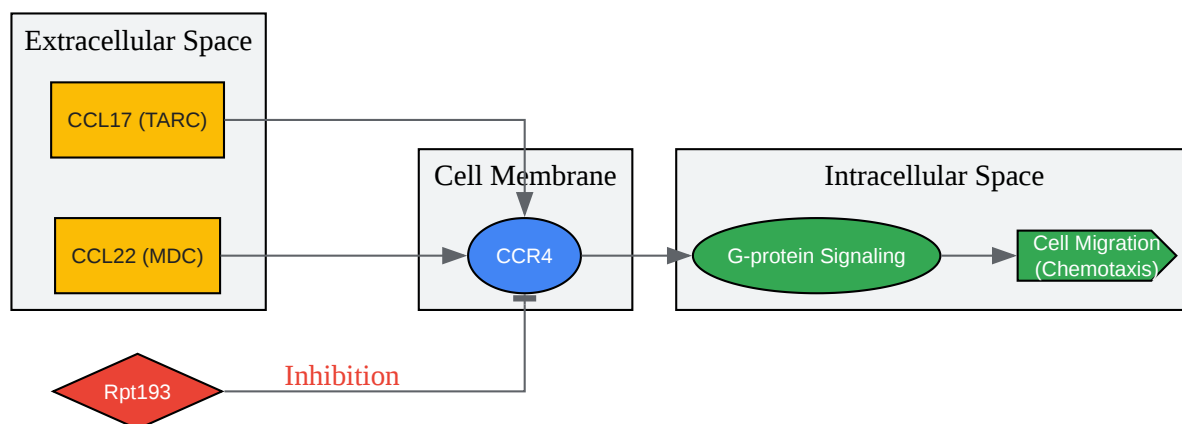 Extracellular Space
CCL17 (TARC)
CCL22 (MDC)
Cell Membrane
CCR4
Intracellular Space
G-protein Signaling
Cell Migration
(Chemotaxis)
Rpt193
Inhibition